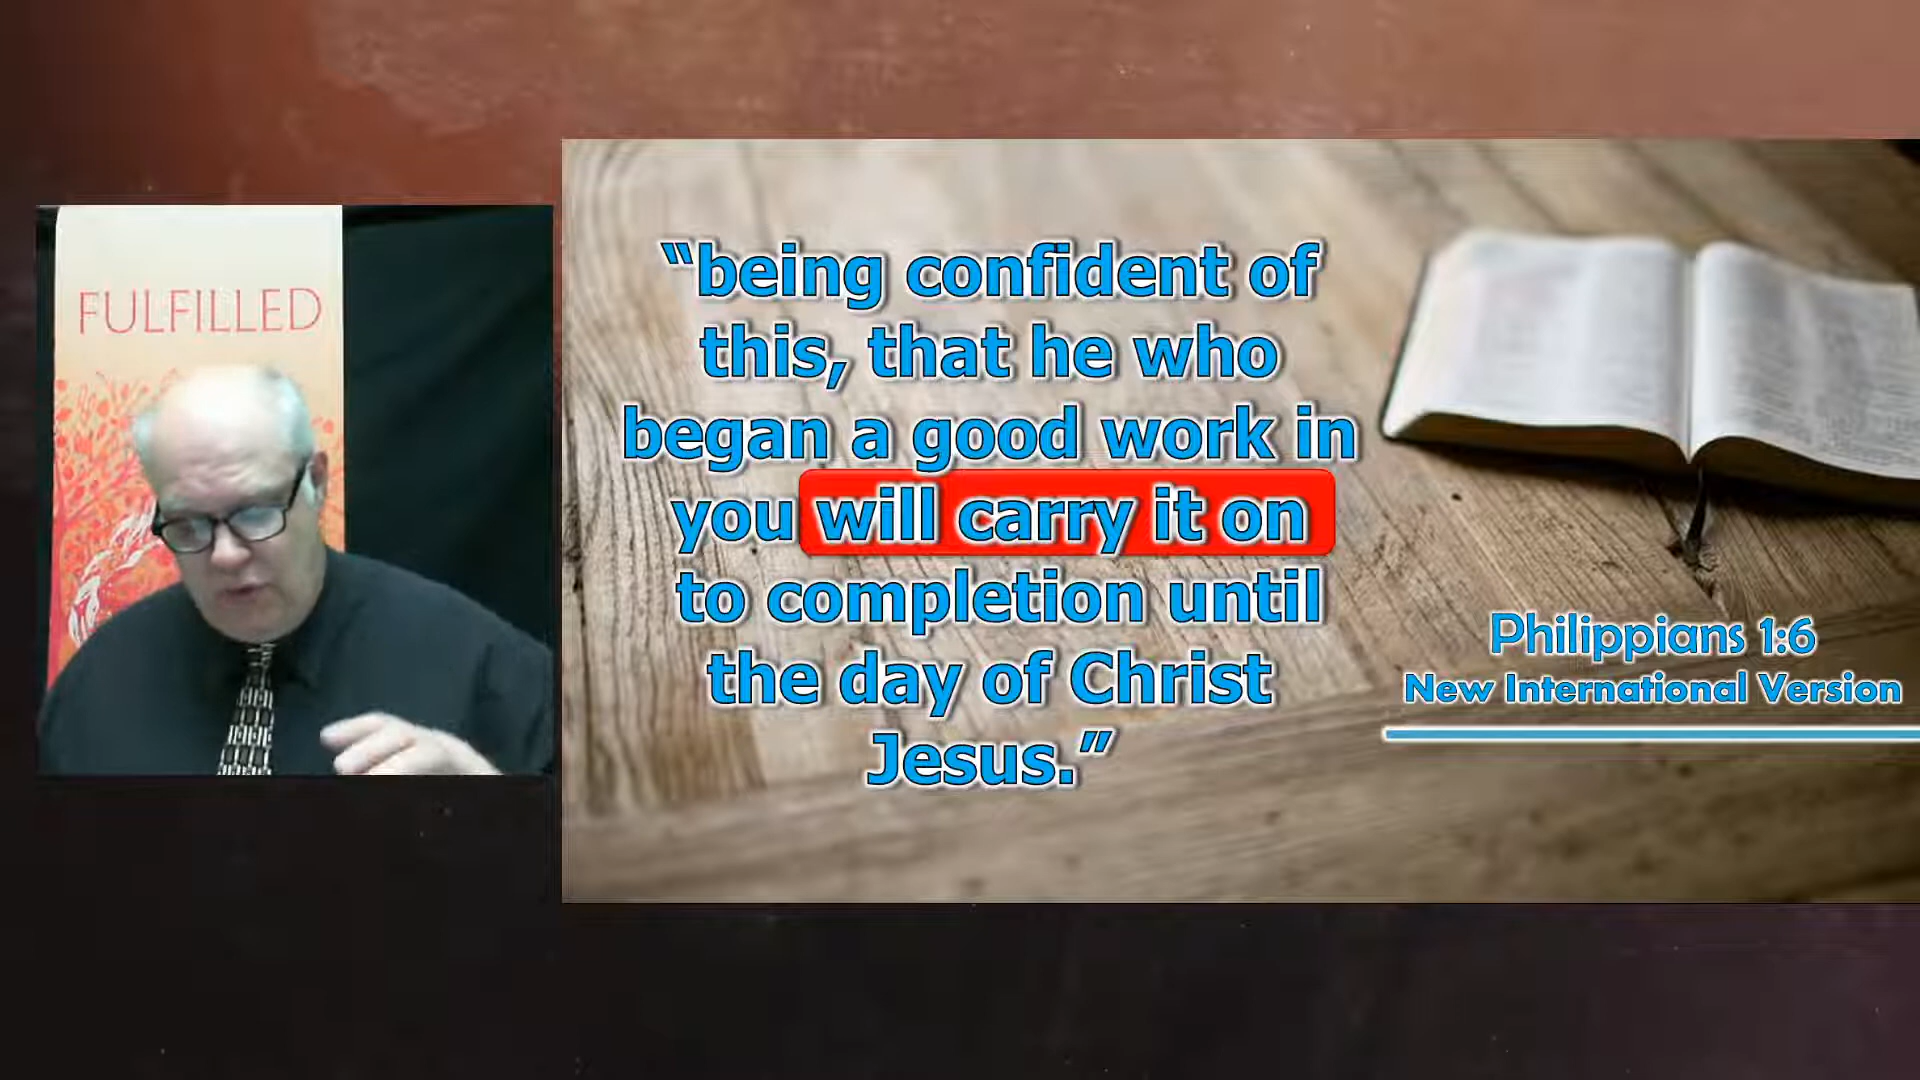 FULFILLED
“being confident of
this, that he who
began a good work in
you will carry it on
to completion until
the day of Christ
Jesus.”
Philippians 1:6
New International Version